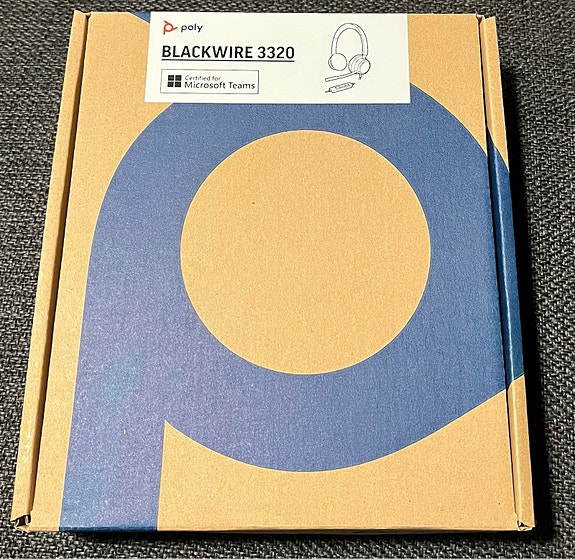 poly
BLACKWIRE 3320
Certified for
Microsoft Teams